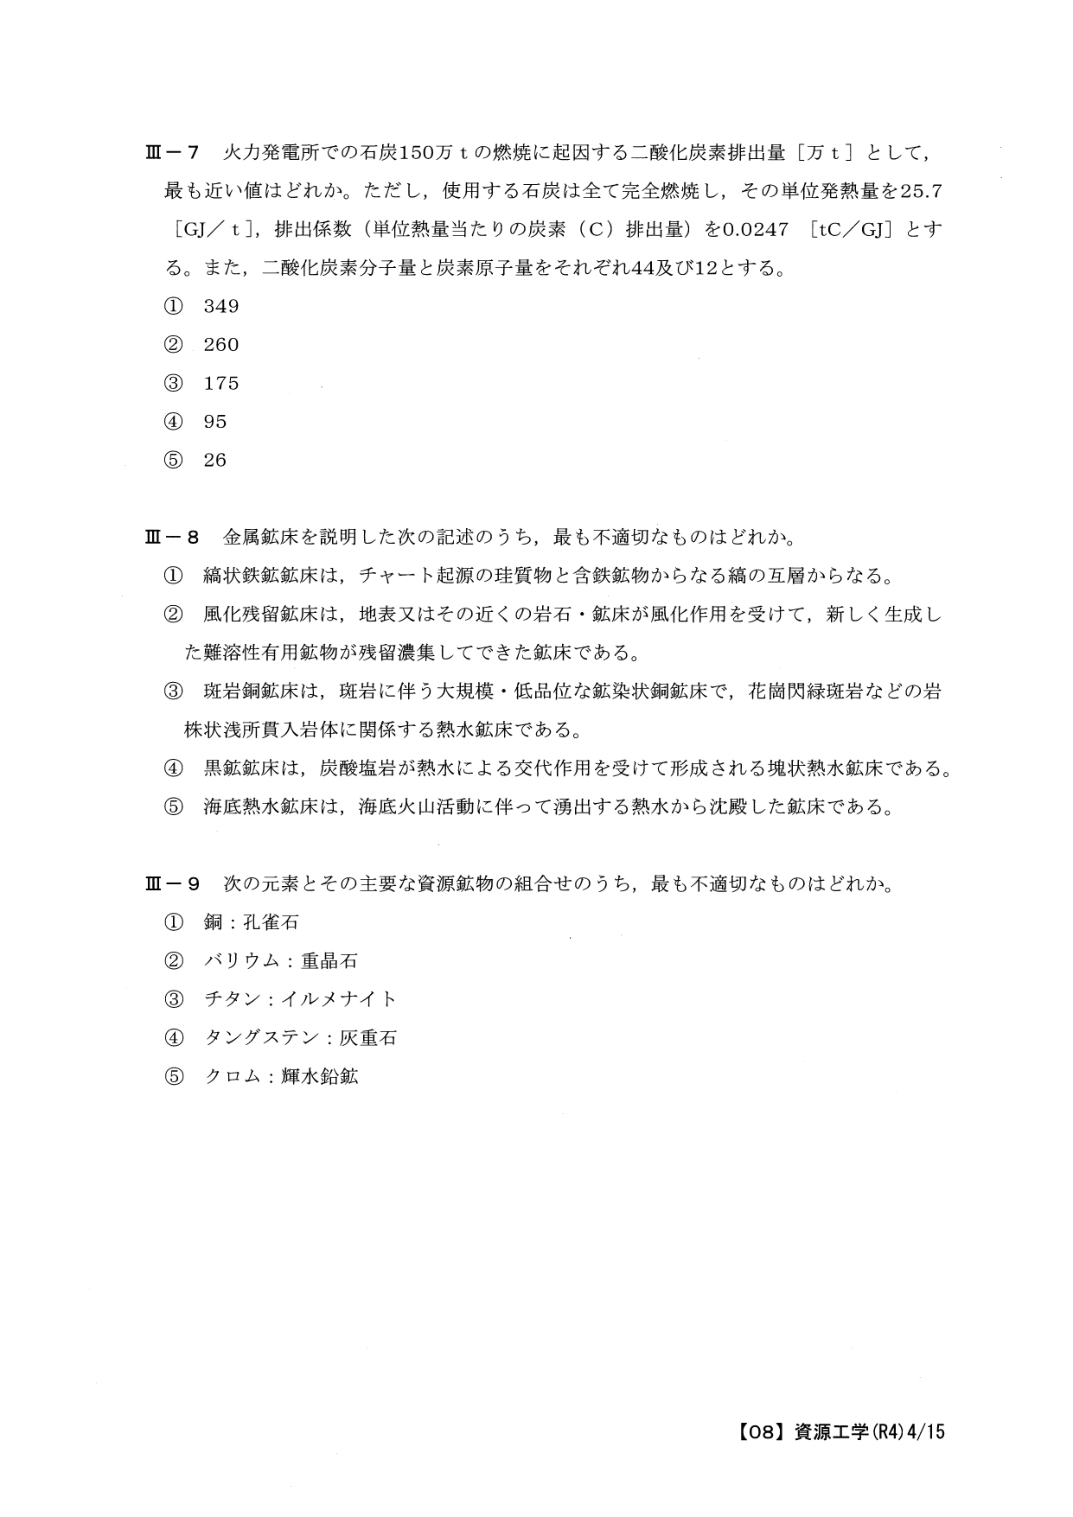 Ⅲ－７　火力発電所での石炭150万ｔの燃焼に起因する二酸化炭素排出量［万ｔ］として，
最も近い値はどれか。ただし，使用する石炭は全て完全燃焼し，その単位発熱量を25.7
［GJ／ｔ］，排出係数（単位熱量当たりの炭素（C）排出量）を0.0247　［tC／GJ］とす
る。また，二酸化炭素分子量と炭素原子量をそれぞれ44及び12とする。
①　349
②　260
③　175
④　95
⑤　26
Ⅲ－８　金属鉱床を説明した次の記述のうち，最も不適切なものはどれか。
①　縞状鉄鉱鉱床は，チャート起源の珪質物と含鉄鉱物からなる縞の互層からなる。
②　風化残留鉱床は，地表又はその近くの岩石・鉱床が風化作用を受けて，新しく生成し
た難溶性有用鉱物が残留濃集してできた鉱床である。
③　斑岩銅鉱床は，斑岩に伴う大規模・低品位な鉱染状銅鉱床で，花崗閃緑斑岩などの岩
株状浅所貫入岩体に関係する熱水鉱床である。
④　黒鉱鉱床は，炭酸塩岩が熱水による交代作用を受けて形成される塊状熱水鉱床である。
⑤　海底熱水鉱床は，海底火山活動に伴って湧出する熱水から沈殿した鉱床である。
Ⅲ－９　次の元素とその主要な資源鉱物の組合せのうち，最も不適切なものはどれか。
①　銅：孔雀石
②　バリウム：重晶石
③　チタン：イルメナイト
④　タングステン：灰重石
⑤　クロム：輝水鉛鉱
【08】資源工学(R4)4/15